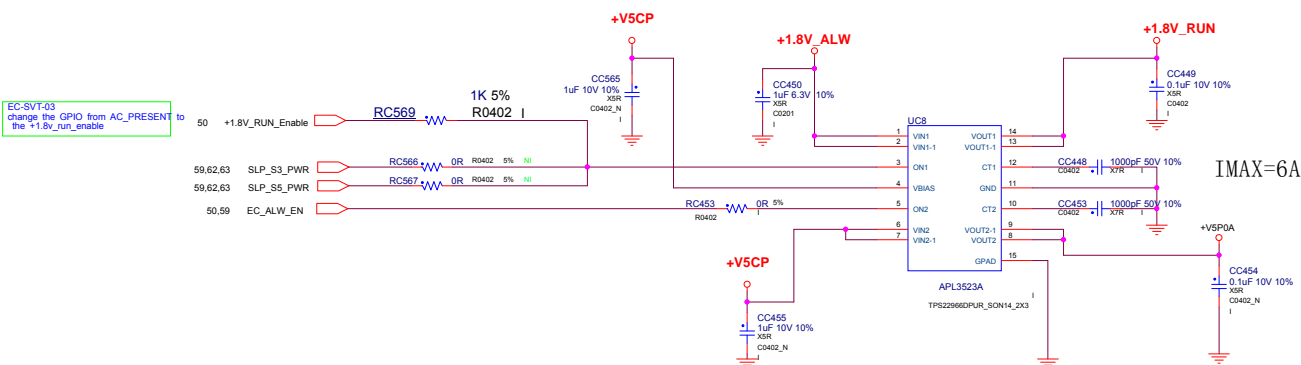 EC-SVT-03
change the GPIO from AC_PRESENT to
the +1.8v_run_enable
50 +1.8V_RUN_Enable
RC569
1K 5%
R0402 I
59,62,63 SLP_S3_PWR
RC566 0R R0402 5% NI
59,62,63 SLP_S5_PWR
RC567 0R R0402 5% NI
50,59 EC_ALW_EN
RC453 0R 5%
R0402 I
+V5CP
CC565
1uF 10V 10%
X5R
C0402_N
I
+1.8V_ALW
CC450
1uF 6.3V 10%
X5R
C0201
I
+1.8V_RUN
CC449
0.1uF 10V 10%
X5R
C0402
I
UC8
1 VIN1 VOUT1 14
2 VIN1-1 VOUT1-1 13
3 ON1 CT1 12
4 VBIAS GND 11
5 ON2 CT2 10
6 VIN2 VOUT2-1 9
7 VIN2-1 VOUT2 8
GPAD 15
APL3523A
I
TPS22966DPUR_SON14_2X3
CC448 1000pF 50V 10%
C0402 X7R I
CC453 1000pF 50V 10%
C0402 X7R I
IMAX=6A
+V5P0A
CC454
0.1uF 10V 10%
X5R
C0402_N
I
+V5CP
CC455
1uF 10V 10%
X5R
C0402_N
I